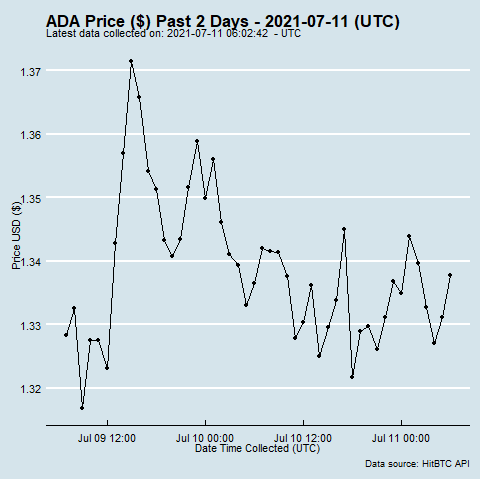 ADA Price ($) Past 2 Days - 2021-07-11 (UTC)
Latest data collected on: 2021-07-11 06:02:42 - UTC
Price USD ($)
1.37
1.36
1.35
1.34
1.33
1.32
Jul 09 12:00 Jul 10 00:00 Jul 10 12:00 Jul 11 00:00
Date Time Collected (UTC)
Data source: HitBTC API